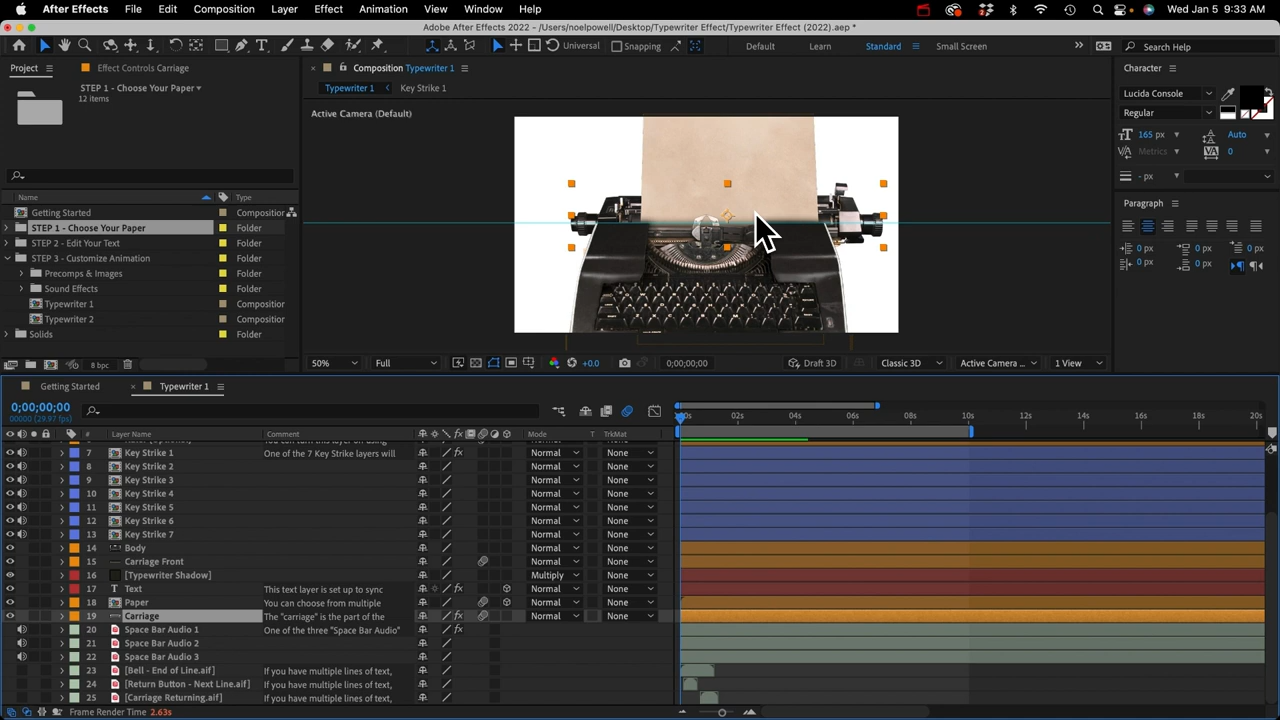 After Effects File Edit Composition Layer Effect Animation View Window Help Wed Jan 5 9:33 AM
Adobe After Effects 2022 - /Users/noelpowell/Desktop/Typewriter Effect/Typewriter Effect (2022).aep *
Universal Snapping Default Learn Standard Small Screen Search Help
Project Effect Controls Carriage Composition Typewriter 1 Character
STEP 1 - Choose Your Paper
12 items
Typewriter 1 Key Strike 1
Lucida Console
Regular
Active Camera (Default)
165 px Auto
Metrics 0
- px
Name Type
Getting Started Composition
STEP 1 - Choose Your Paper Folder
STEP 2 - Edit Your Text Folder
STEP 3 - Customize Animation Folder
Precomps & Images Folder
Sound Effects Folder
Typewriter 1 Composition
Typewriter 2 Composition
Solids Folder
Paragraph
0 px 0 px
0 px 0 px
8 bpc
50% Full +0.0 0;00;00;00 Draft 3D Classic 3D Active Camera ... 1 View
Getting Started Typewriter 1
0;00;00;00
00000 (29.97 fps)
02s 04s 06s 08s 10s 12s 14s 16s 18s 20s
# Layer Name Comment Mode T TrkMat
7 Key Strike 1 One of the 7 Key Strike layers will Normal None
8 Key Strike 2 Normal None
9 Key Strike 3 Normal None
10 Key Strike 4 Normal None
11 Key Strike 5 Normal None
12 Key Strike 6 Normal None
13 Key Strike 7 Normal None
14 Body Normal None
15 Carriage Front Normal None
16 [Typewriter Shadow] Multiply None
17 T Text This text layer is set up to sync Normal None
18 Paper You can choose from multiple Normal None
19 Carriage The "carriage" is the part of the Normal None
20 Space Bar Audio 1 One of the three "Space Bar Audio"
21 Space Bar Audio 2
22 Space Bar Audio 3
23 [Bell - End of Line.aif] If you have multiple lines of text,
24 [Return Button - Next Line.aif] If you have multiple lines of text,
25 [Carriage Returning.aif] If you have multiple lines of text,
Frame Render Time 2.63s